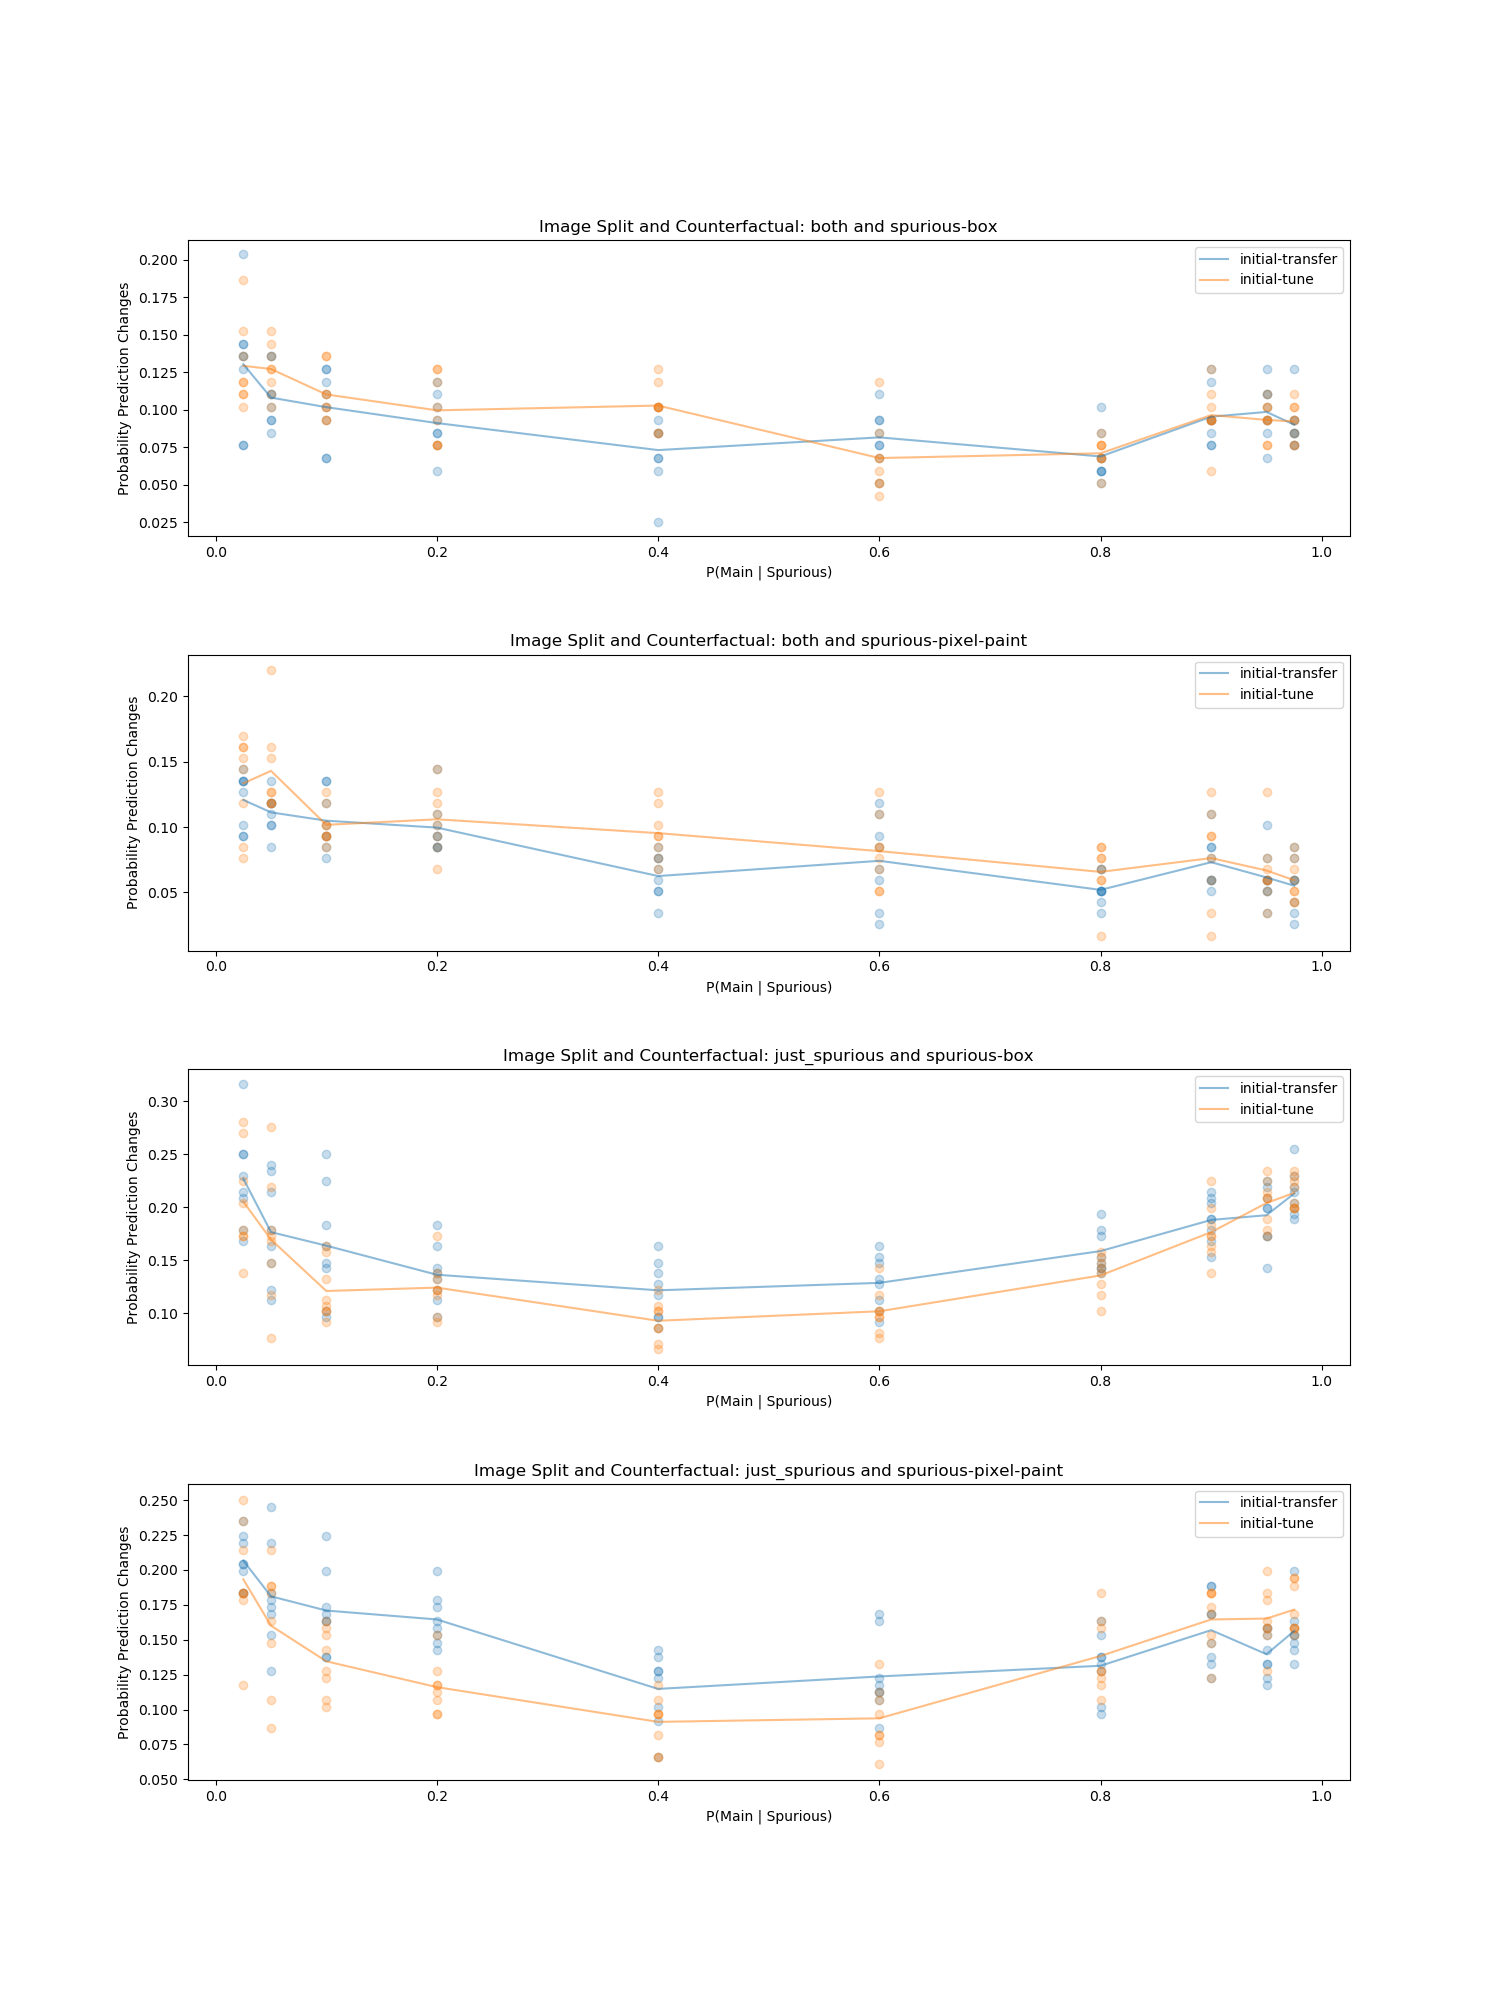 Image Split and Counterfactual: both and spurious-box
Probability Prediction Changes
0.200
0.175
0.150
0.125
0.100
0.075
0.050
0.025
initial-transfer
initial-tune
0.0 0.2 0.4 0.6 0.8 1.0
P(Main | Spurious)
Image Split and Counterfactual: both and spurious-pixel-paint
Probability Prediction Changes
0.20
0.15
0.10
0.05
initial-transfer
initial-tune
0.0 0.2 0.4 0.6 0.8 1.0
P(Main | Spurious)
Image Split and Counterfactual: just_spurious and spurious-box
Probability Prediction Changes
0.30
0.25
0.20
0.15
0.10
initial-transfer
initial-tune
0.0 0.2 0.4 0.6 0.8 1.0
P(Main | Spurious)
Image Split and Counterfactual: just_spurious and spurious-pixel-paint
Probability Prediction Changes
0.250
0.225
0.200
0.175
0.150
0.125
0.100
0.075
0.050
initial-transfer
initial-tune
0.0 0.2 0.4 0.6 0.8 1.0
P(Main | Spurious)